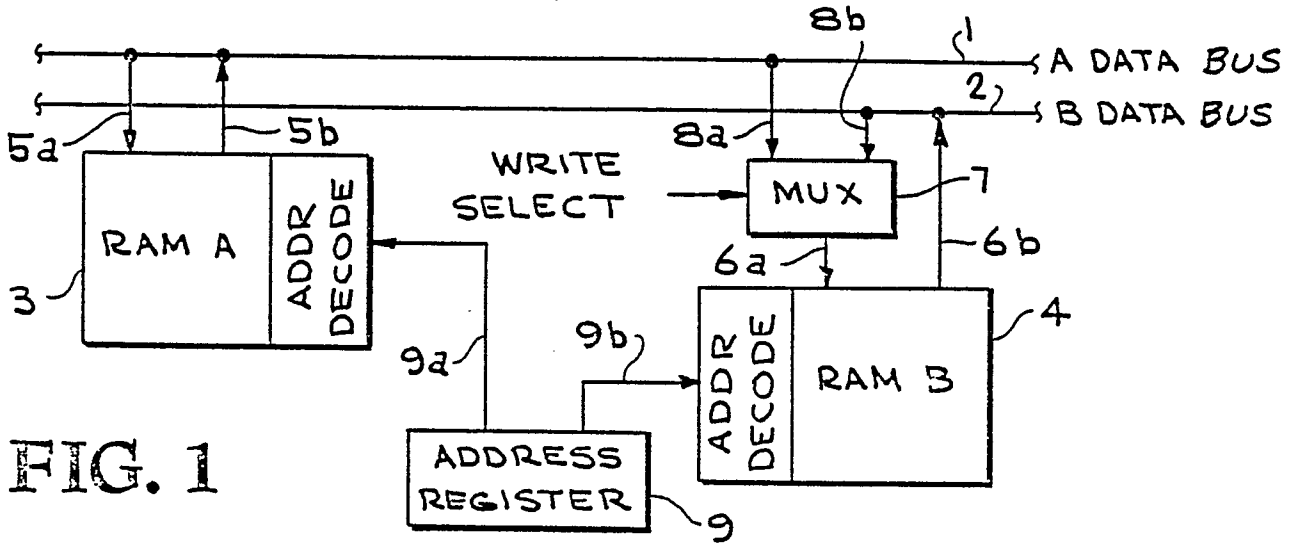 8b
1
A DATA BUS
2
B DATA BUS
5a
5b
8a
WRITE
SELECT
MUX
7
RAM A
ADDR
DECODE
6a
6b
3
4
9a
9b
ADDR
DECODE
RAM B
FIG. 1
ADDRESS
REGISTER
9